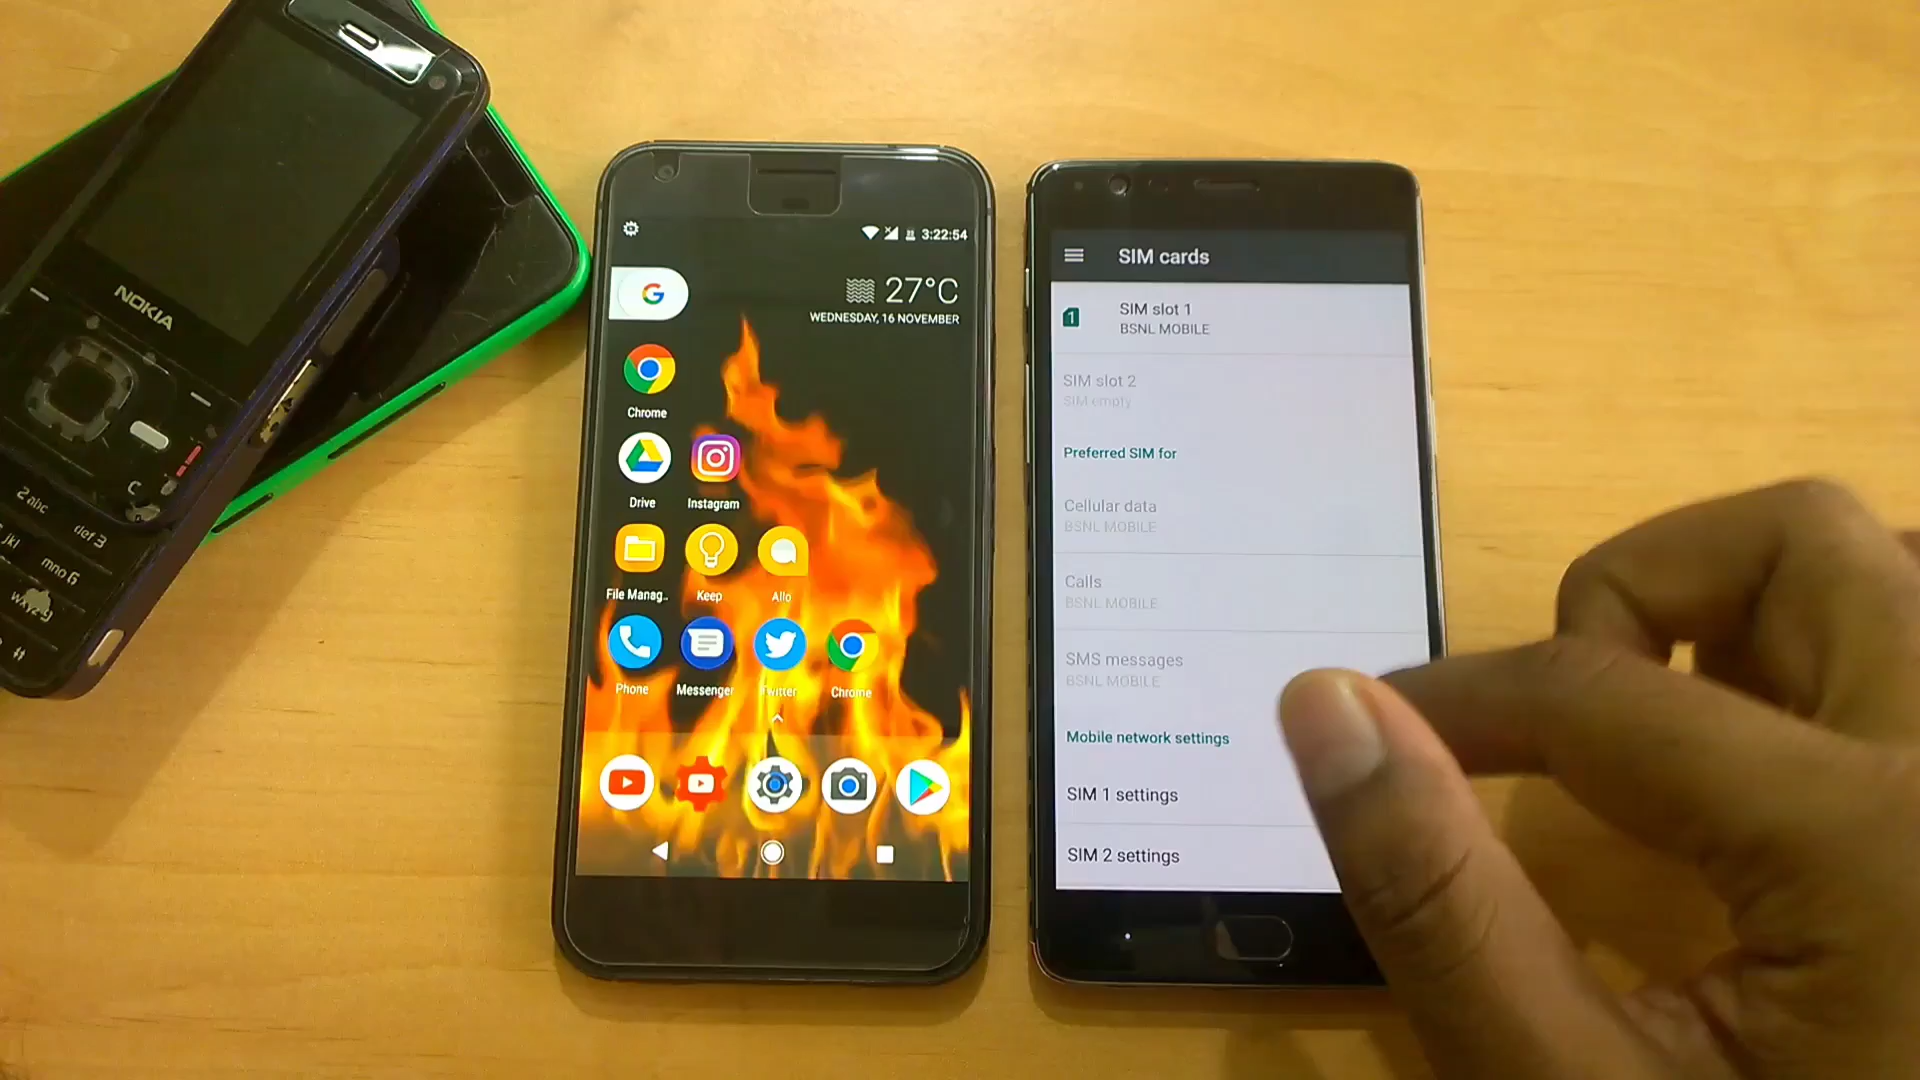 NOKIA
2 abc
def 3
jkl
mno 6
wxyz 9
#
3:22:54
G
27°C
WEDNESDAY, 16 NOVEMBER
Chrome
Drive
Instagram
File Manag..
Keep
Allo
Phone
Messenger
Twitter
Chrome
SIM cards
1
SIM slot 1
BSNL MOBILE
SIM slot 2
SIM empty
Preferred SIM for
Cellular data
BSNL MOBILE
Calls
BSNL MOBILE
SMS messages
BSNL MOBILE
Mobile network settings
SIM 1 settings
SIM 2 settings